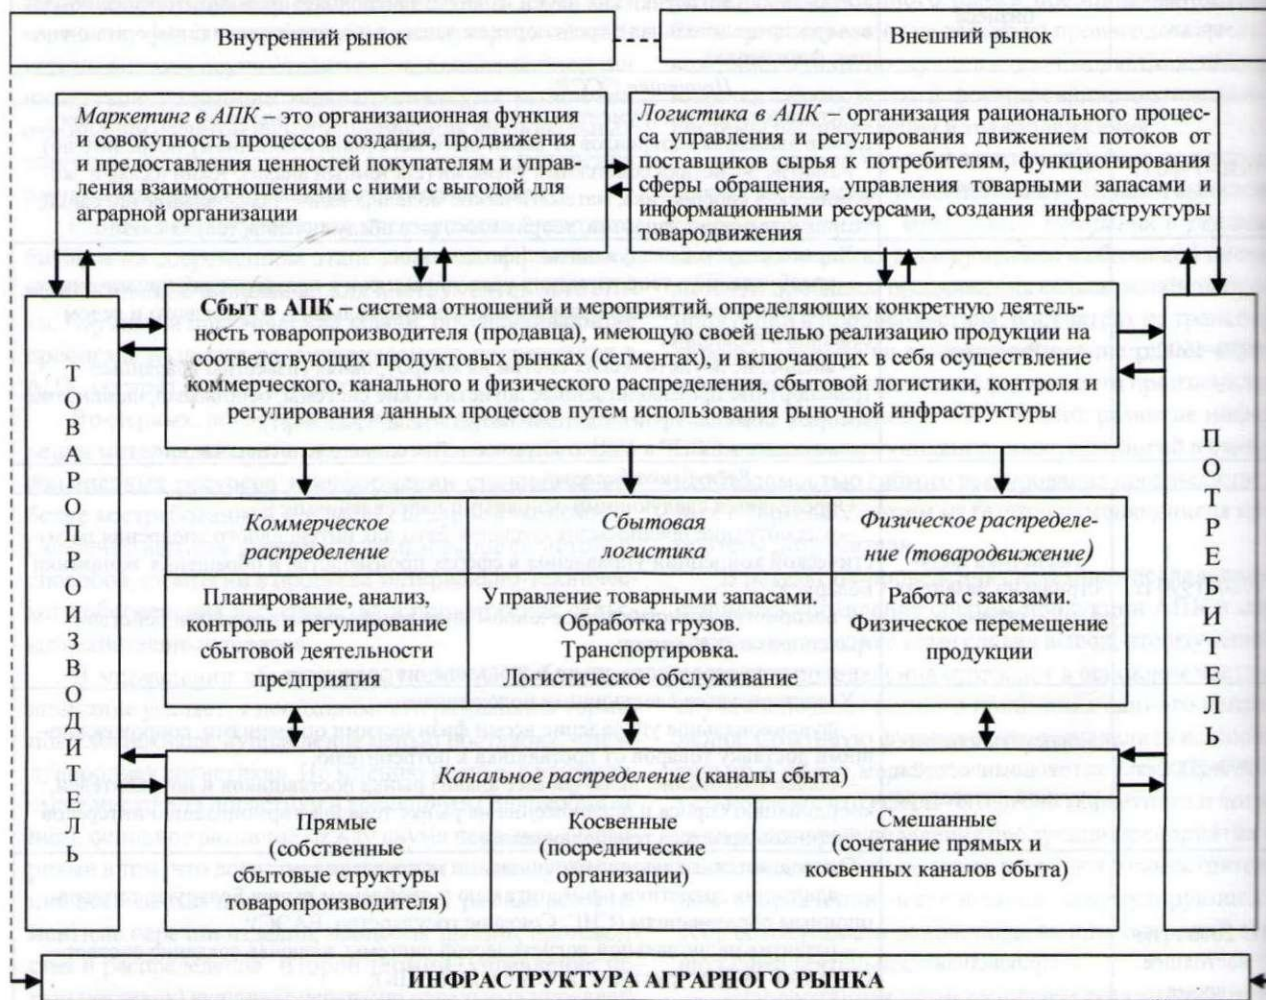 Внутренний рынок
Внешний рынок
Маркетинг в АПК – это организационная функция
и совокупность процессов создания, продвижения
и предоставления ценностей покупателям и управ-
ления взаимоотношениями с ними с выгодой для
аграрной организации
Логистика в АПК – организация рационального процес-
са управления и регулирования движением потоков от
поставщиков сырья к потребителям, функционирования
сферы обращения, управления товарными запасами и
информационными ресурсами, создания инфраструктуры
товародвижения
Сбыт в АПК – система отношений и мероприятий, определяющих конкретную деятель-
ность товаропроизводителя (продавца), имеющую своей целью реализацию продукции
на соответствующих продуктовых рынках (сегментах), и включающих в себя осуществление
коммерческого, канального и физического распределения, сбытовой логистики, контроля и
регулирования данных процессов путем использования рыночной инфраструктуры
ТОВАРОПРОИЗВОДИТЕЛЬ
ПОТРЕБИТЕЛЬ
Коммерческое
распределение
Сбытовая
логистика
Физическое распределе-
ние (товародвижение)
Планирование, анализ,
контроль и регулирование
сбытовой деятельности
предприятия
Управление товарными запасами.
Обработка грузов.
Транспортировка.
Логистическое обслуживание
Работа с заказами.
Физическое перемещение
продукции
Канальное распределение (каналы сбыта)
Прямые
(собственные
сбытовые структуры
товаропроизводителя)
Косвенные
(посреднические
организации)
Смешанные
(сочетание прямых и
косвенных каналов сбыта)
ИНФРАСТРУКТУРА АГРАРНОГО РЫНКА